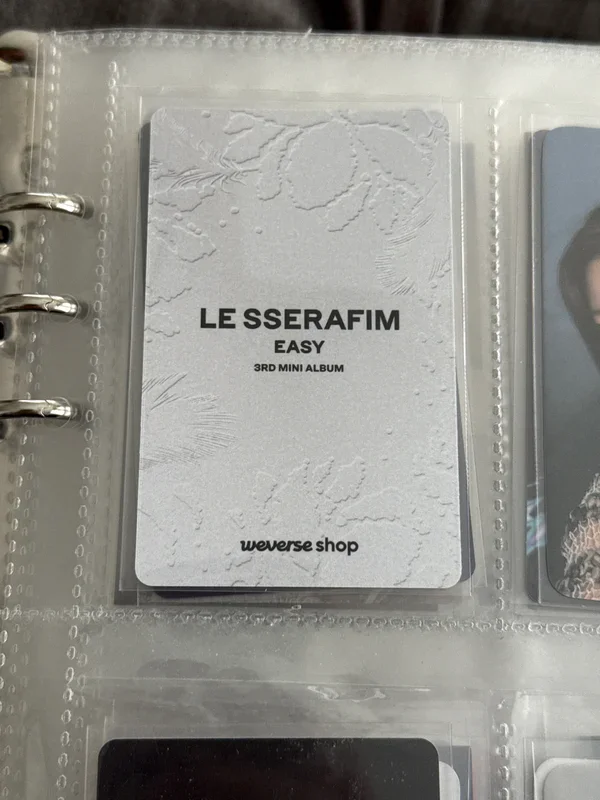 LE SSERAFIM
EASY
3RD MINI ALBUM
weverse shop